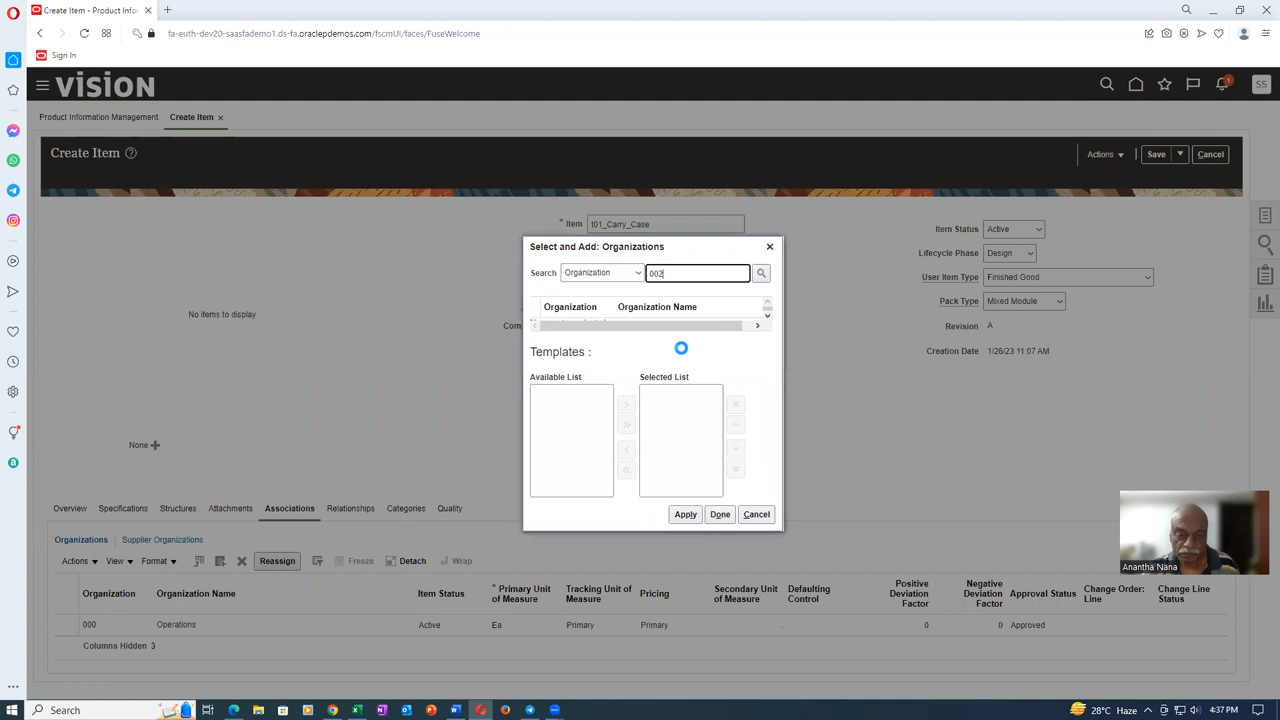 Create Item - Product Informa
fa-euth-dev20-saasfademo1.ds-fa.oraclepdemos.com/fscmUI/faces/FuseWelcome
Sign In
VISION
1
SS
Product Information Management
Create Item
Create Item
Actions
Save
Cancel
* Item
t01_Carry_Case
Item Status
Active
Lifecycle Phase
Design
User Item Type
Finished Good
Pack Type
Mixed Module
Revision
A
Creation Date
1/26/23 11:07 AM
No items to display
None
Select and Add: Organizations
Search
Organization
002
Organization
Organization Name
Templates :
Available List
Selected List
Apply
Done
Cancel
Overview
Specifications
Structures
Attachments
Associations
Relationships
Categories
Quality
Organizations
Supplier Organizations
Actions
View
Format
Reassign
Freeze
Detach
Wrap
Organization
Organization Name
Item Status
* Primary Unit of Measure
Tracking Unit of Measure
Pricing
Secondary Unit of Measure
Defaulting Control
Positive Deviation Factor
Negative Deviation Factor
Approval Status
Change Order: Line
Change Line Status
000
Operations
Active
Ea
Primary
Primary
0
0
Approved
Columns Hidden 3
Anantha Nana
Search
28°C Haze
ENG
4:37 PM